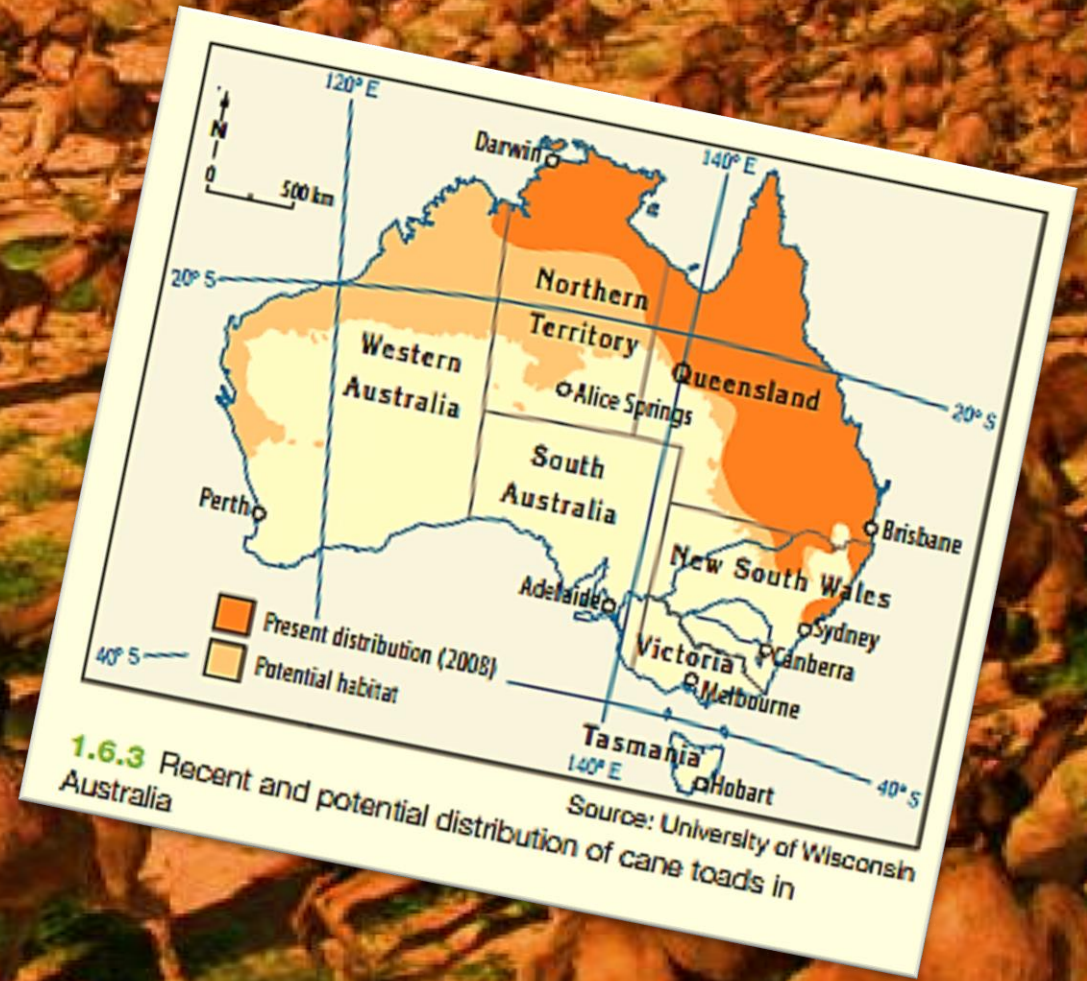 120° E
140° E
N
0
500 km
Darwin
20° S
Northern
Territory
Western
Australia
Queensland
Alice Springs
20° S
South
Australia
Perth
Brisbane
New South Wales
Adelaide
Sydney
Canberra
Victoria
Melbourne
Present distribution (2008)
Potential habitat
40° S
Tasmania
140° E
Hobart
40° S
Source: University of Wisconsin
1.6.3 Recent and potential distribution of cane toads in
Australia